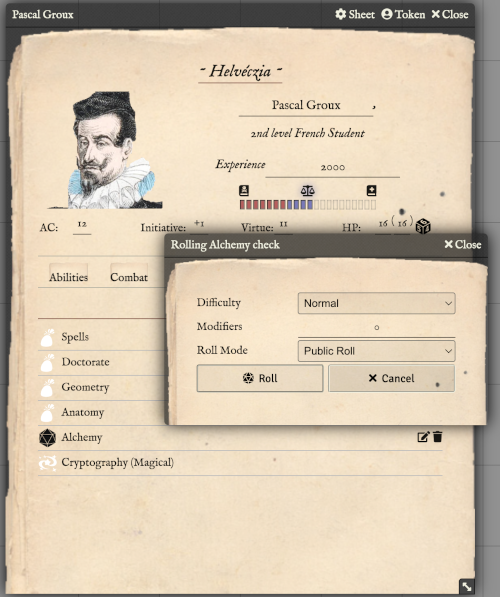 Pascal Groux Sheet Token Close
- Helvéczia -
Pascal Groux ,
2nd level French Student
Experience 2000
AC: 12 Initiative: +1 Virtue: 11 HP: 16 ( 16 )
Rolling Alchemy check Close
Abilities Combat
Difficulty Normal
Modifiers 0
Roll Mode Public Roll
Roll Cancel
Spells
Doctorate
Geometry
Anatomy
Alchemy
Cryptography (Magical)